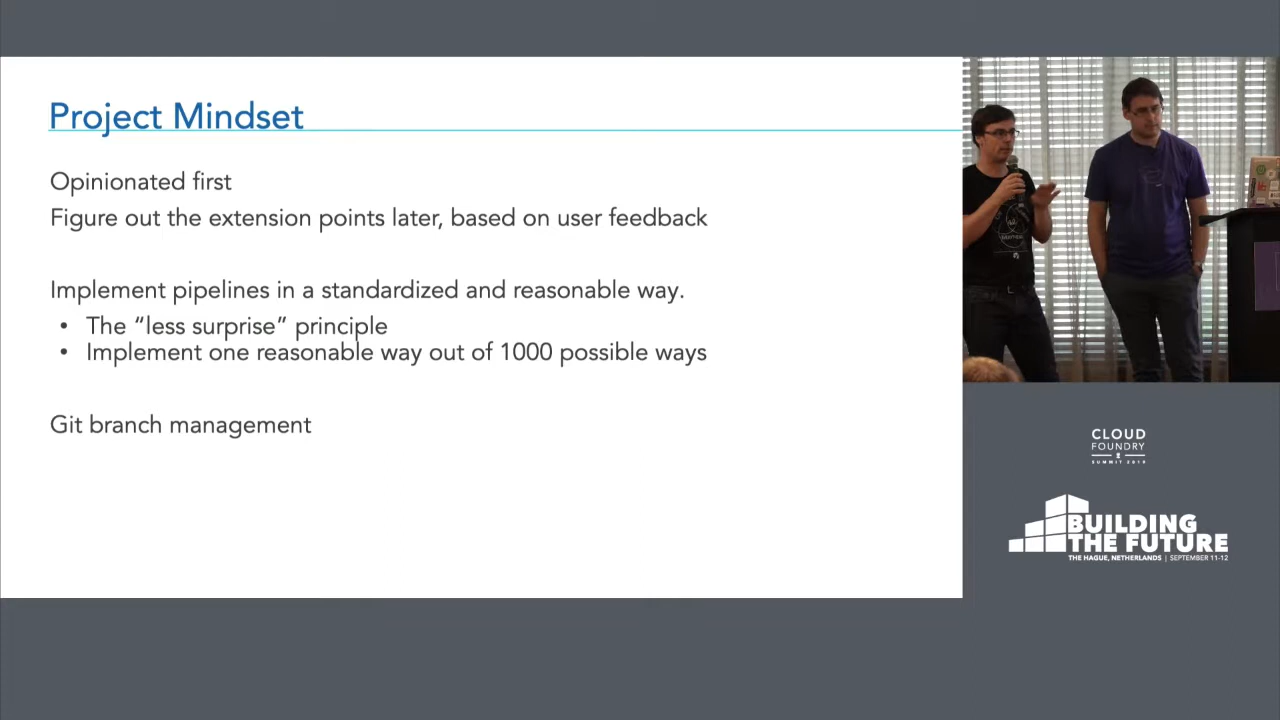 Project Mindset
Opinionated first
Figure out the extension points later, based on user feedback
Implement pipelines in a standardized and reasonable way.
• The “less surprise” principle
• Implement one reasonable way out of 1000 possible ways
Git branch management
CLOUD
FOUNDRY
SUMMIT 2019
BUILDING
THE FUTURE
THE HAGUE, NETHERLANDS | SEPTEMBER 11-12